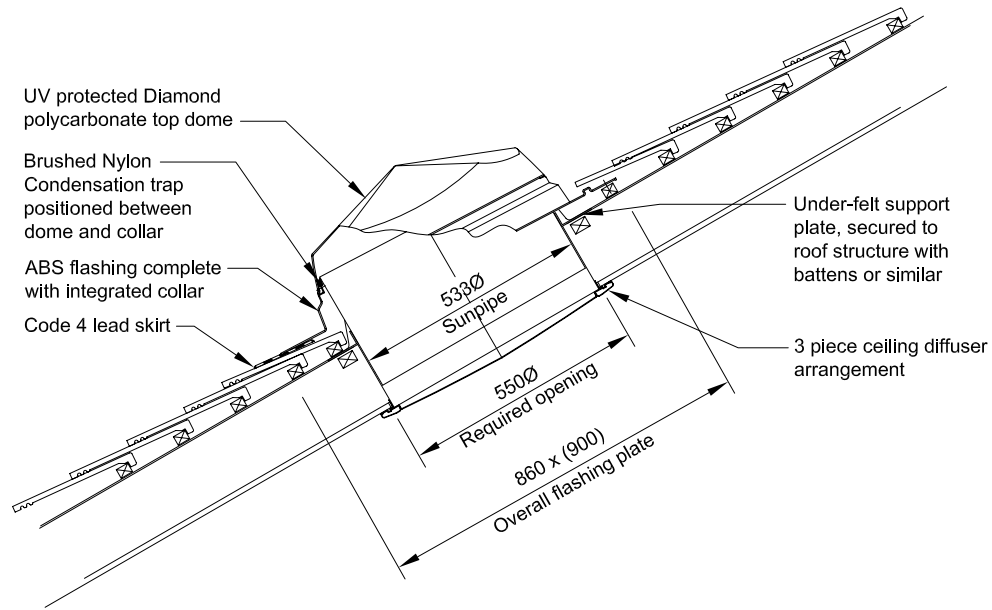 UV protected Diamond
polycarbonate top dome
Brushed Nylon
Condensation trap
positioned between
dome and collar
ABS flashing complete
with integrated collar
Code 4 lead skirt
Under-felt support
plate, secured to
roof structure with
battens or similar
3 piece ceiling diffuser
arrangement
533Ø
Sunpipe
550Ø
Required opening
860 x (900)
Overall flashing plate